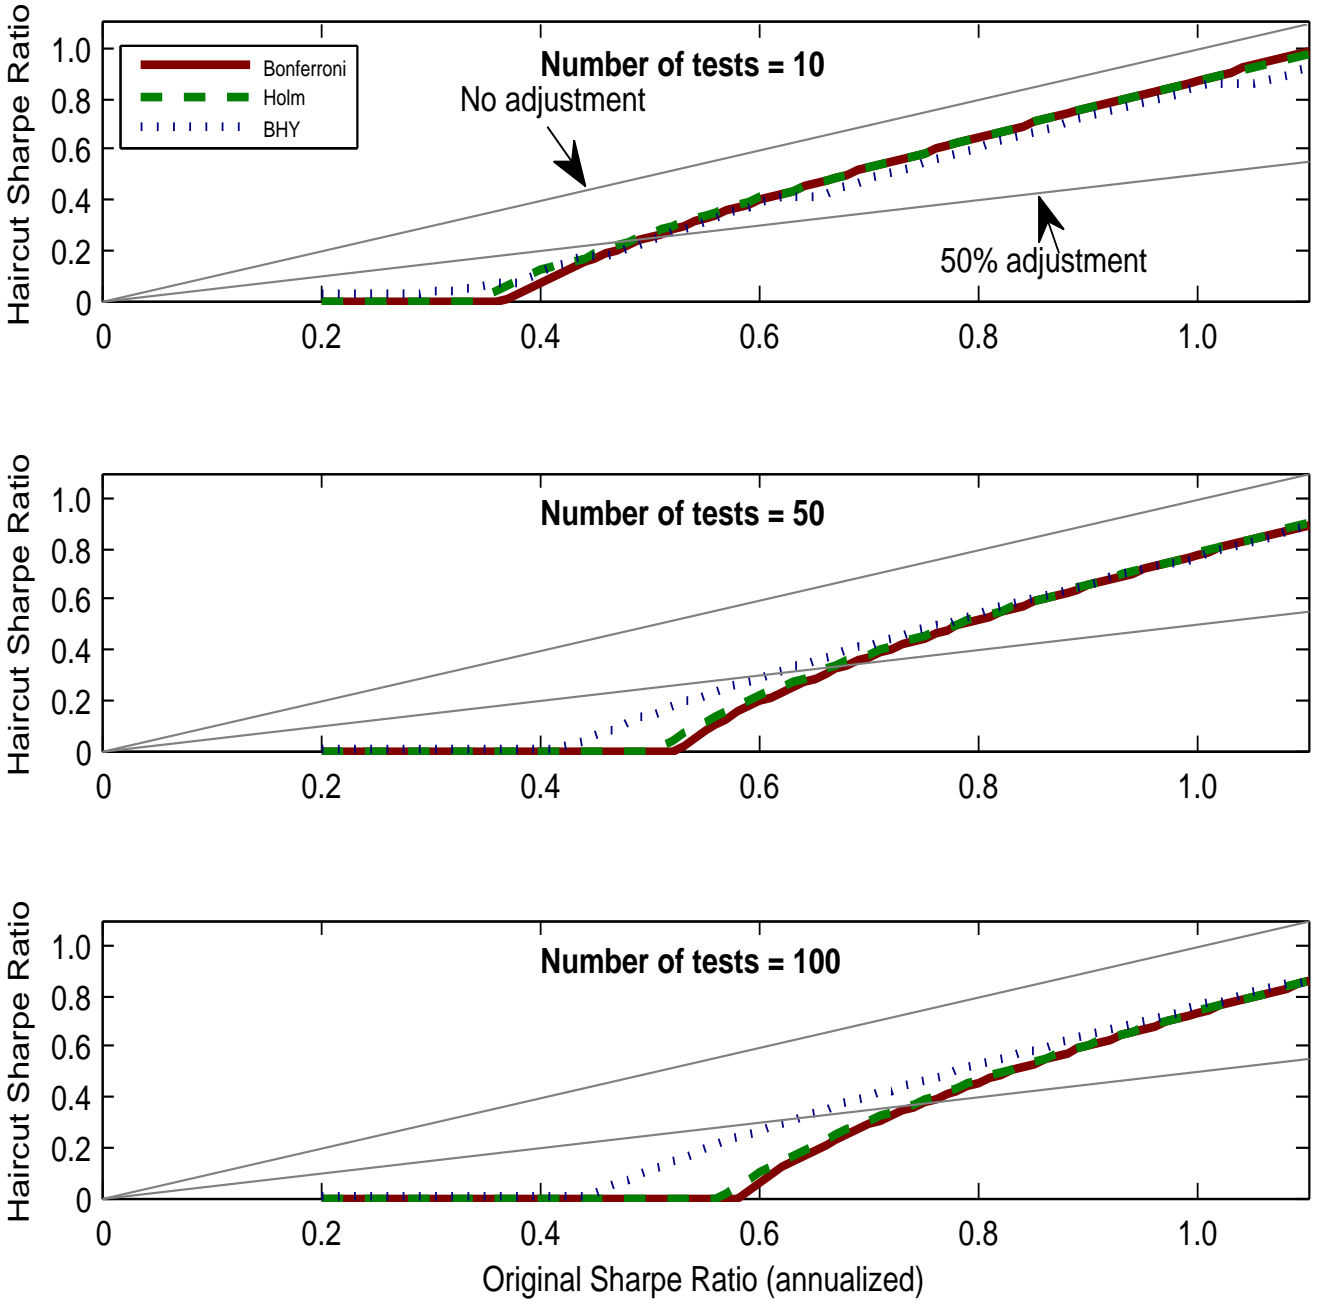 Haircut Sharpe Ratio
1.0
0.8
0.6
0.4
0.2
0
Bonferroni
Holm
BHY
Number of tests = 10
No adjustment
50% adjustment
0 0.2 0.4 0.6 0.8 1.0
Haircut Sharpe Ratio
1.0
0.8
0.6
0.4
0.2
0
Number of tests = 50
0 0.2 0.4 0.6 0.8 1.0
Haircut Sharpe Ratio
1.0
0.8
0.6
0.4
0.2
0
Number of tests = 100
0 0.2 0.4 0.6 0.8 1.0
Original Sharpe Ratio (annualized)